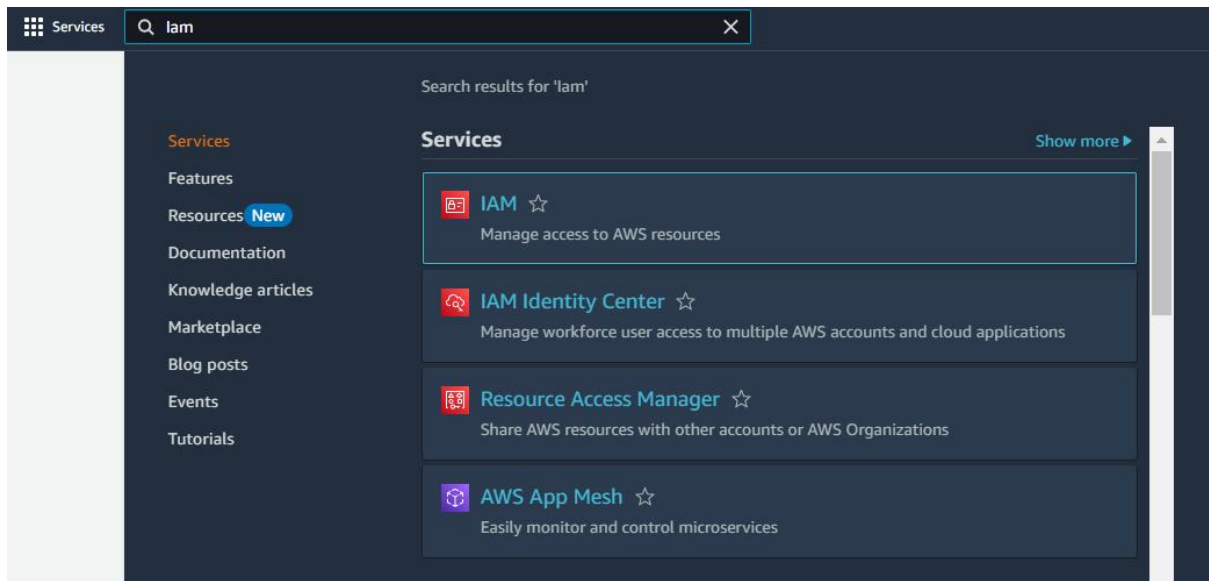 Services
Iam
Search results for 'Iam'
Services
Features
Resources New
Documentation
Knowledge articles
Marketplace
Blog posts
Events
Tutorials
Services
Show more
IAM
Manage access to AWS resources
IAM Identity Center
Manage workforce user access to multiple AWS accounts and cloud applications
Resource Access Manager
Share AWS resources with other accounts or AWS Organizations
AWS App Mesh
Easily monitor and control microservices